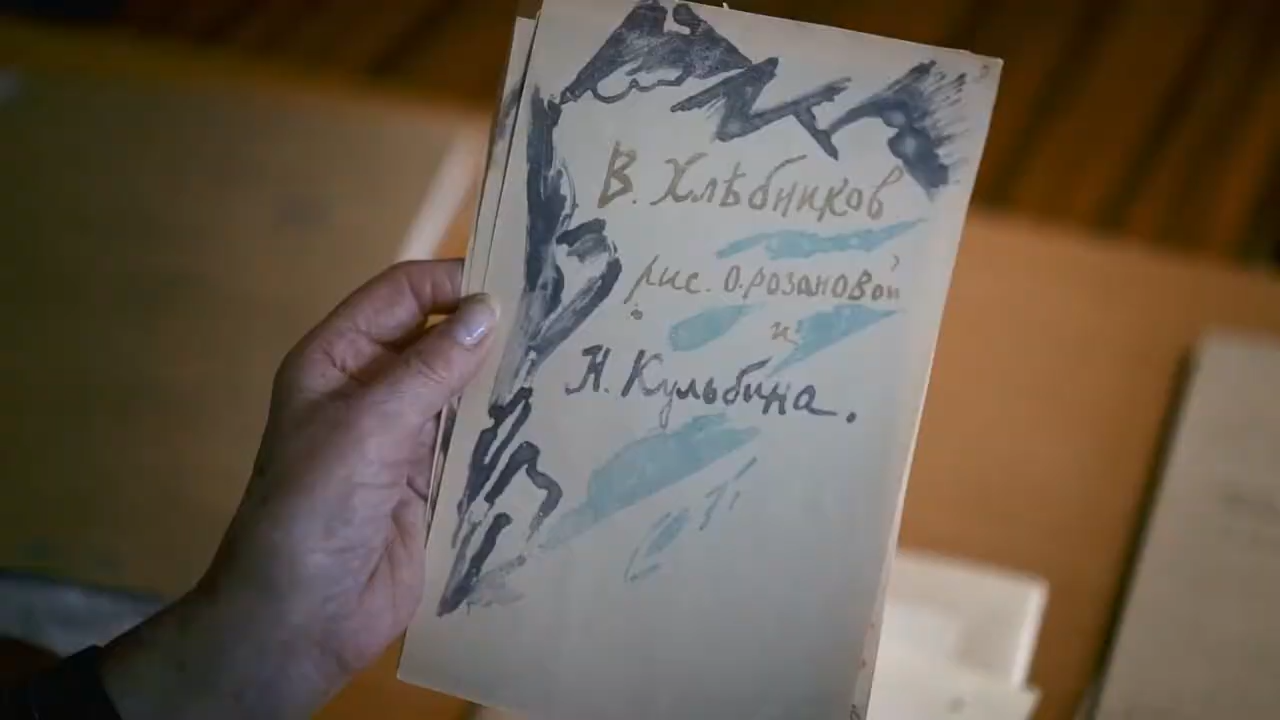 В. Хлѣбников
рис. О. Розановой
и
Н. Кульбина.